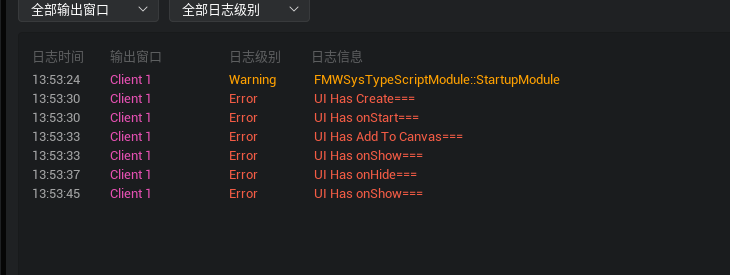 全部输出窗口 全部日志级别
日志时间 输出窗口 日志级别 日志信息
13:53:24 Client 1 Warning FMWSysTypeScriptModule::StartupModule
13:53:30 Client 1 Error UI Has Create===
13:53:30 Client 1 Error UI Has onStart===
13:53:33 Client 1 Error UI Has Add To Canvas===
13:53:33 Client 1 Error UI Has onShow===
13:53:37 Client 1 Error UI Has onHide===
13:53:45 Client 1 Error UI Has onShow===